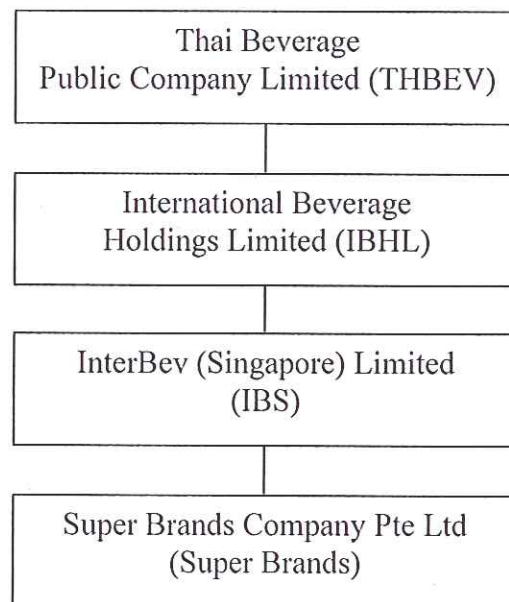 Thai Beverage
Public Company Limited (THBEV)
International Beverage
Holdings Limited (IBHL)
InterBev (Singapore) Limited
(IBS)
Super Brands Company Pte Ltd
(Super Brands)